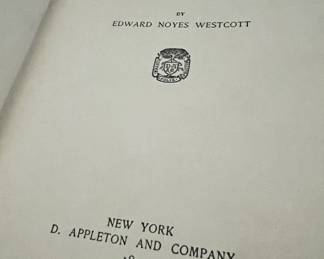 BY
EDWARD NOYES WESTCOTT
NEW YORK
D. APPLETON AND COMPANY